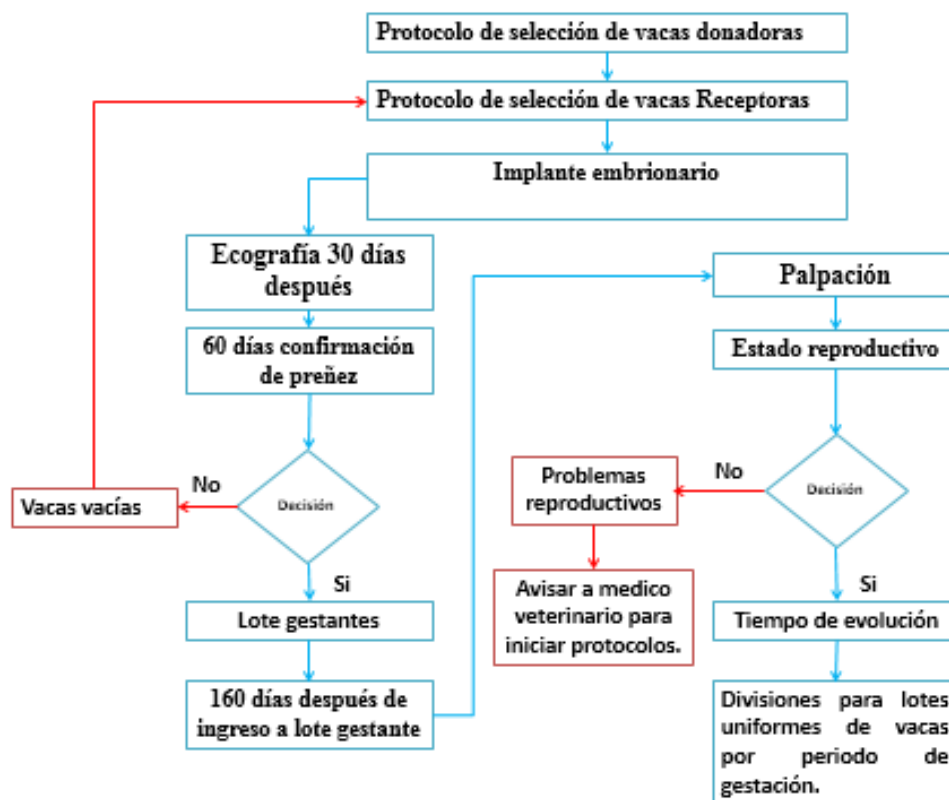 Protocolo de selección de vacas donadoras
Protocolo de selección de vacas Receptoras
Implante embrionario
Ecografía 30 días
después
60 días confirmación
de preñez
Decisión
No
Vacas vacías
Si
Lote gestantes
160 días después de
ingreso a lote gestante
Palpación
Estado reproductivo
Decisión
No
Problemas
reproductivos
Avisar a medico
veterinario para
iniciar protocolos.
Si
Tiempo de evolución
Divisiones para lotes
uniformes de vacas
por periodo de
gestación.